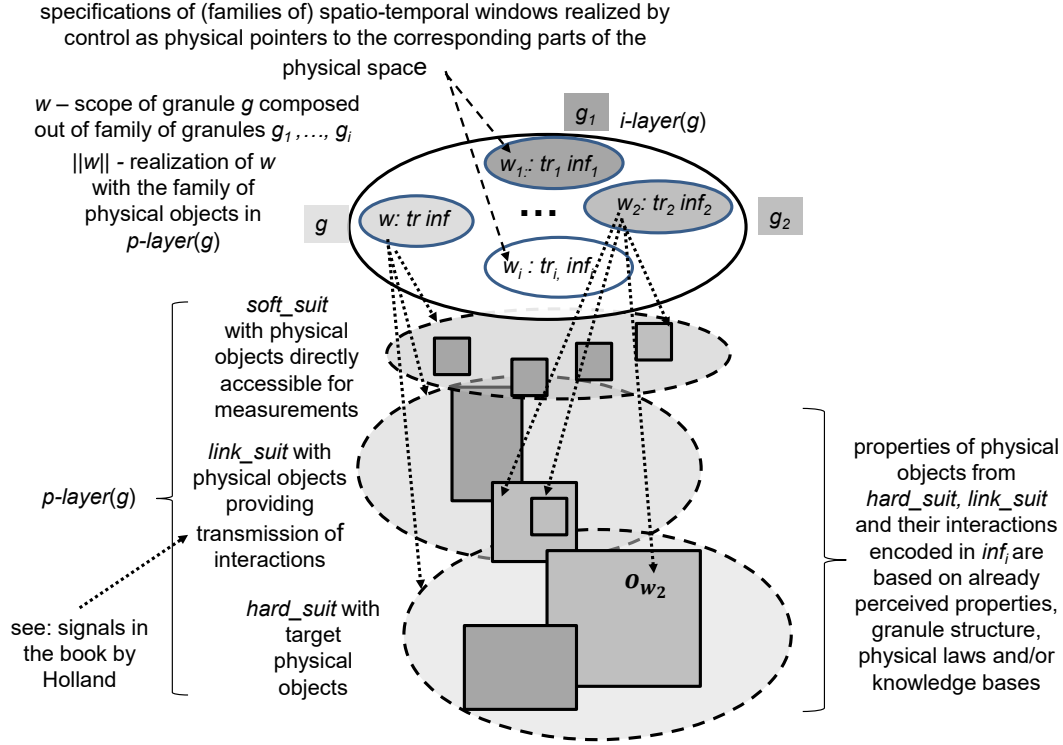 specifications of (families of) spatio-temporal windows realized by
control as physical pointers to the corresponding parts of the
physical space
w – scope of granule g composed
out of family of granules g₁ ,…, gᵢ
||w|| - realization of w
with the family of
physical objects in
p-layer(g)
g₁
i-layer(g)
w₁:: tr₁ inf₁
g
w: tr inf
...
w₂: tr₂ inf₂
g₂
wᵢ : trᵢ, infᵢ
soft_suit
with physical
objects directly
accessible for
measurements
link_suit with
physical objects
providing
transmission of
interactions
p-layer(g)
see: signals in
the book by
Holland
hard_suit with
target
physical
objects
o_w₂
properties of physical
objects from
hard_suit, link_suit
and their interactions
encoded in infᵢ are
based on already
perceived properties,
granule structure,
physical laws and/or
knowledge bases